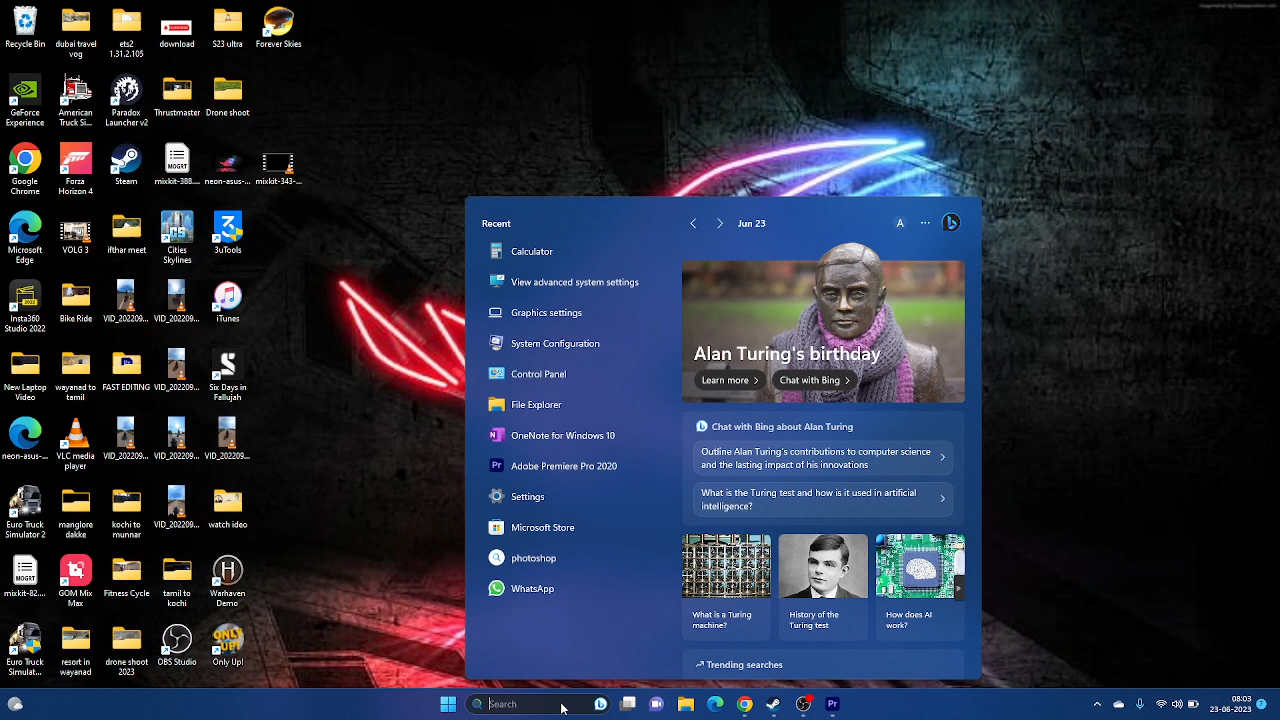 Recycle Bin
dubai travel
vog
ets2
1.31.2.105
download
S23 ultra
Forever Skies
GeForce
Experience
American
Truck Si...
Paradox
Launcher v2
Thrustmaster
Drone shoot
Google
Chrome
Forza
Horizon 4
Steam
MOGRT
mixkit-388...
neon-asus-...
mixkit-343-...
Microsoft
Edge
VOLG 3
ifthar meet
Cities
Skylines
3uTools
2022
Insta360
Studio 2022
Bike Ride
VID_202209...
VID_202209...
iTunes
New Laptop
Video
wayanad to
tamil
FAST EDITING
VID_202209...
Six Days in
Fallujah
neon-asus-...
VLC media
player
VID_202209...
VID_202209...
VID_202209...
Euro Truck
Simulator 2
manglore
dakke
kochi to
munnar
VID_202209...
watch ideo
MOGRT
mixkit-82...
GOM Mix
Max
Fitness Cycle
tamil to
kochi
Wartorn
Demo
Euro Truck
Simulator...
resort in
wayanad
drone shoot
2023
OBS Studio
ONLY
UP!
Only Up!
Recent
Calculator
View advanced system settings
Graphics settings
System Configuration
Control Panel
File Explorer
OneNote for Windows 10
Pr
Adobe Premiere Pro 2020
Settings
Microsoft Store
photoshop
WhatsApp
Jun 23
A
...
Alan Turing's birthday
Learn more
Chat with Bing
Chat with Bing about Alan Turing
Outline Alan Turing's contributions to computer science
and the lasting impact of his innovations
What is the Turing test and how is it used in artificial
intelligence?
What is a Turing
machine?
History of the
Turing test
How does AI
work?
Trending searches
Search
Pr
08:03
23-06-2023